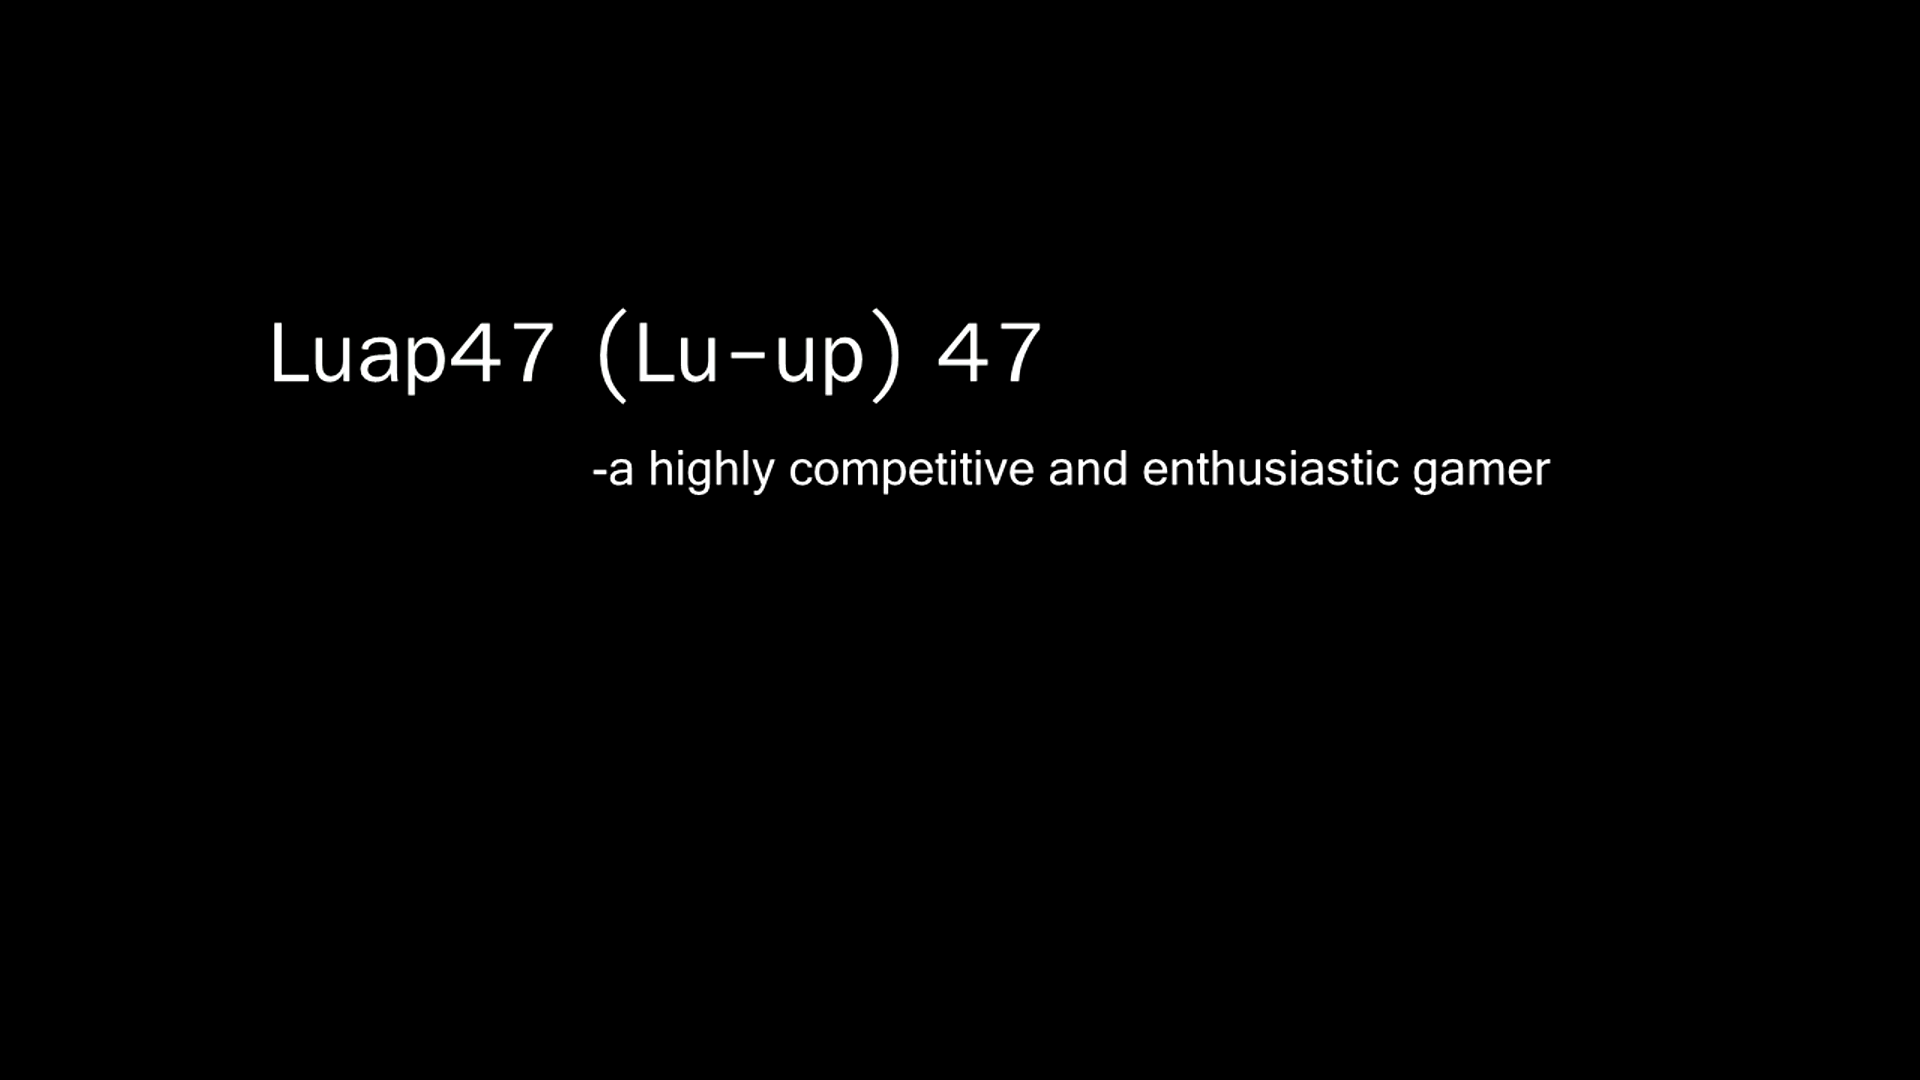 Luap47 (Lu-up) 47
-a highly competitive and enthusiastic gamer